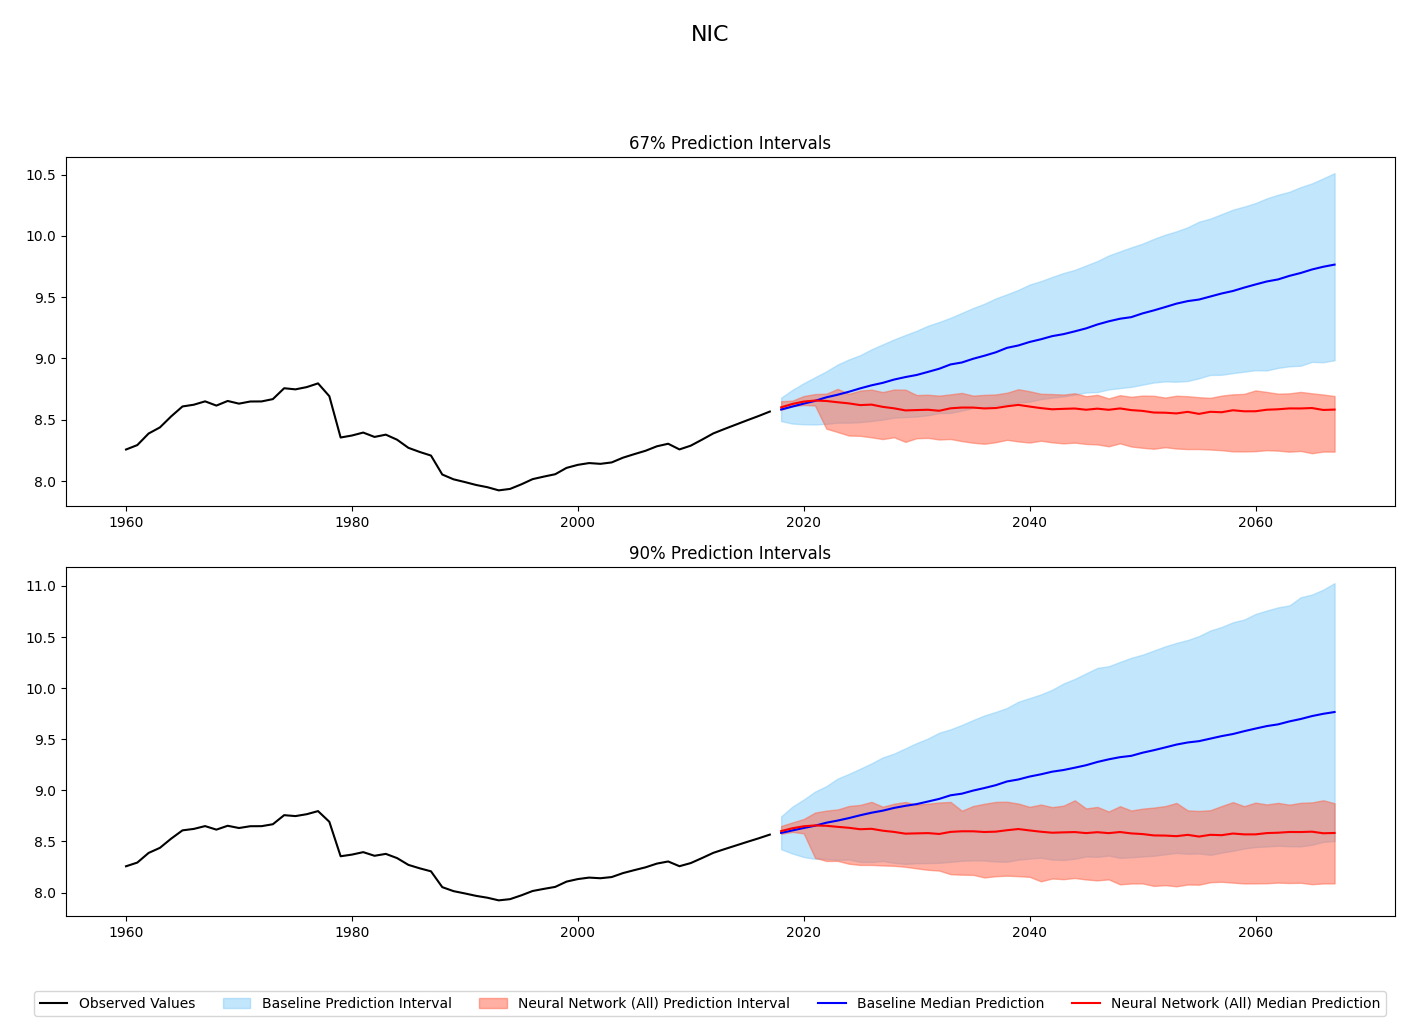 NIC
67% Prediction Intervals
10.5
10.0
9.5
9.0
8.5
8.0
1960 1980 2000 2020 2040 2060
90% Prediction Intervals
11.0
10.5
10.0
9.5
9.0
8.5
8.0
1960 1980 2000 2020 2040 2060
Observed Values Baseline Prediction Interval Neural Network (All) Prediction Interval Baseline Median Prediction Neural Network (All) Median Prediction